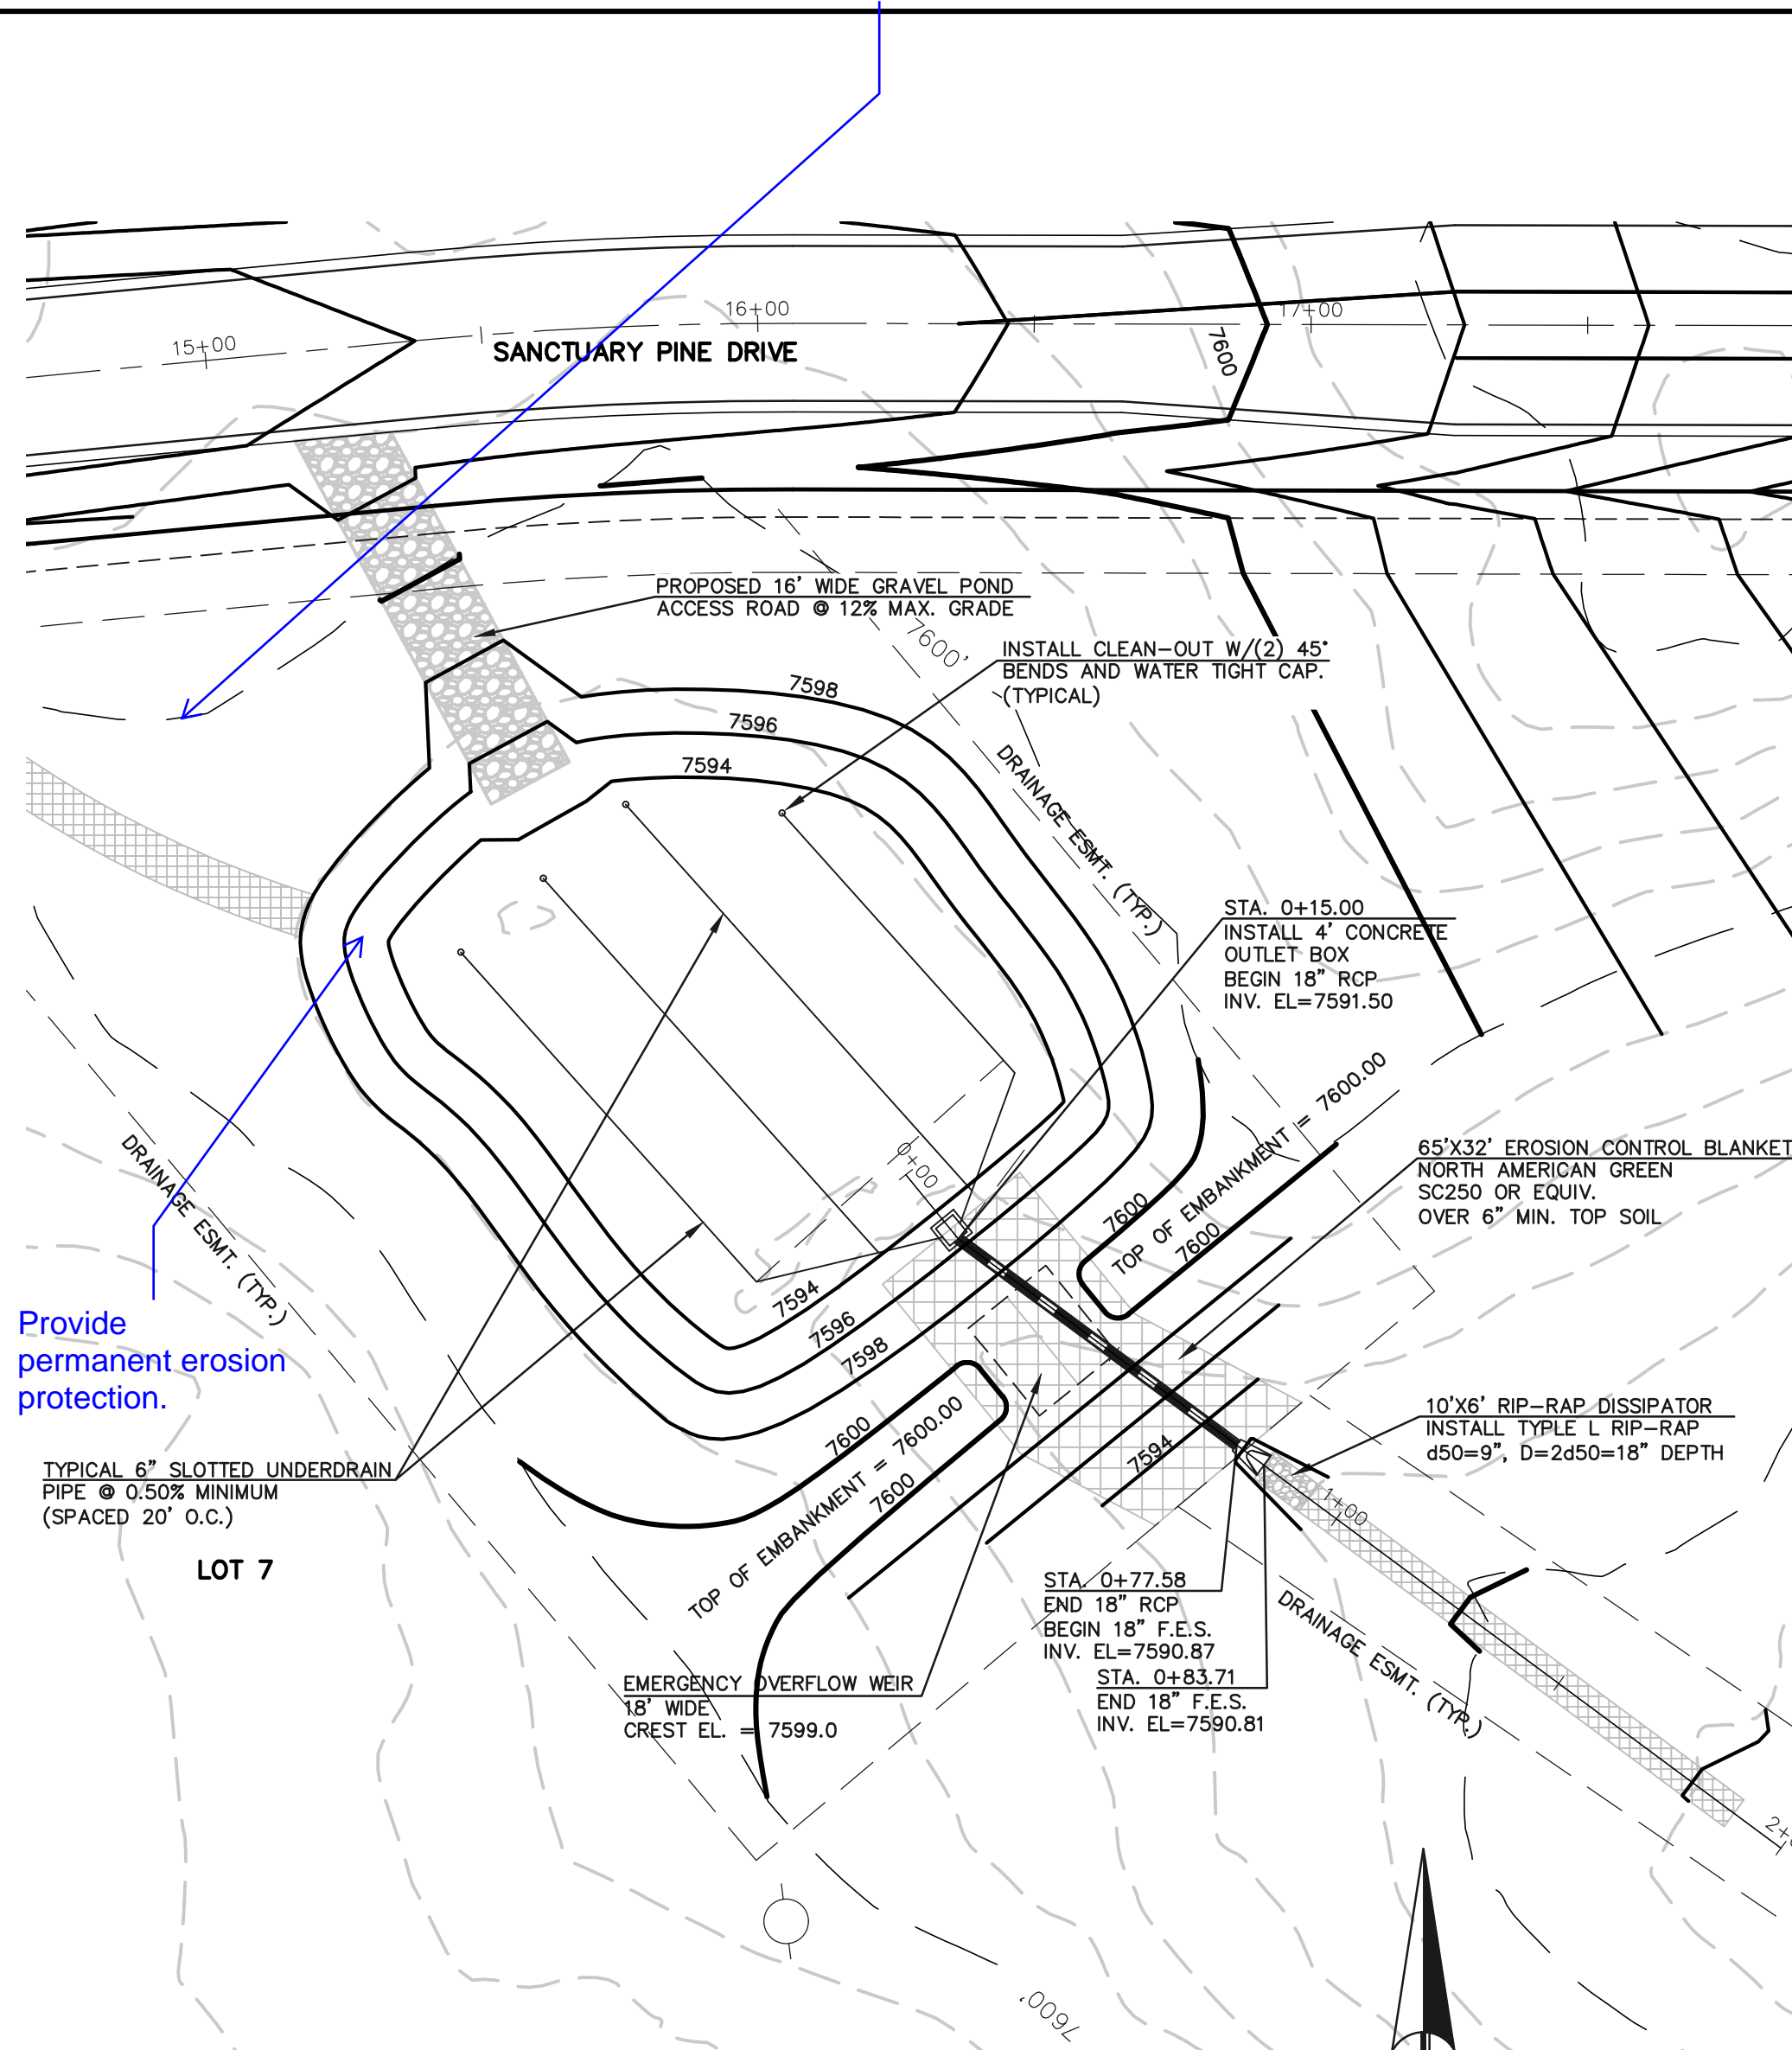 16+00
17+00
15+00
SANCTUARY PINE DRIVE
7600
PROPOSED 16' WIDE GRAVEL POND
ACCESS ROAD @ 12% MAX. GRADE
7600'
INSTALL CLEAN-OUT W/(2) 45°
BENDS AND WATER TIGHT CAP.
(TYPICAL)
7598
7596
7594
DRAINAGE ESMT. (TYP.)
STA. 0+15.00
INSTALL 4' CONCRETE
OUTLET BOX
BEGIN 18" RCP
INV. EL=7591.50
0+00
7600
TOP OF EMBANKMENT = 7600.00
7600
65'X32' EROSION CONTROL BLANKET
NORTH AMERICAN GREEN
SC250 OR EQUIV.
OVER 6" MIN. TOP SOIL
DRAINAGE ESMT. (TYP.)
Provide
permanent erosion
protection.
7594
7596
7598
7600
TOP OF EMBANKMENT = 7600.00
7600
7594
10'X6' RIP-RAP DISSIPATOR
INSTALL TYPLE L RIP-RAP
d50=9", D=2d50=18" DEPTH
1+00
TYPICAL 6" SLOTTED UNDERDRAIN
PIPE @ 0.50% MINIMUM
(SPACED 20' O.C.)
LOT 7
STA. 0+77.58
END 18" RCP
BEGIN 18" F.E.S.
INV. EL=7590.87
STA. 0+83.71
END 18" F.E.S.
INV. EL=7590.81
DRAINAGE ESMT. (TYP.)
EMERGENCY OVERFLOW WEIR
18' WIDE
CREST EL. = 7599.0
7600'